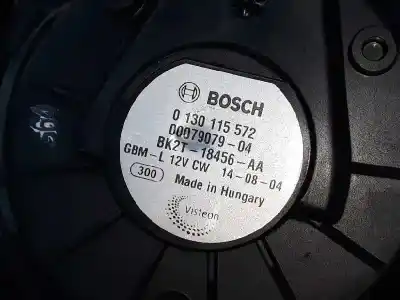 BOSCH
0 130 115 572
00079079-04
BK2T-18456-AA
GBM-L 12V CW 14-08-04
300 Made in Hungary
Visteon